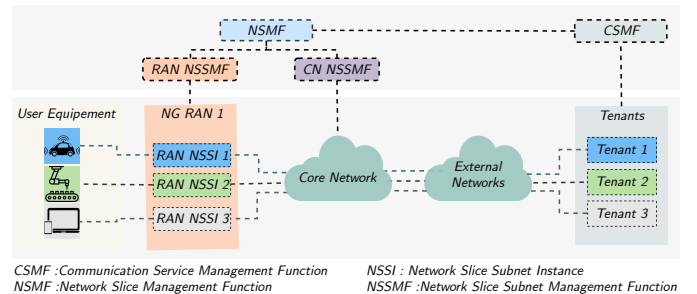 NSMF
CSMF
RAN NSSMF
CN NSSMF
User Equipement
NG RAN 1
Tenants
RAN NSSI 1
Tenant 1
Core Network
External
Networks
RAN NSSI 2
Tenant 2
RAN NSSI 3
Tenant 3
CSMF :Communication Service Management Function
NSSI : Network Slice Subnet Instance
NSMF :Network Slice Management Function
NSSMF :Network Slice Subnet Management Function